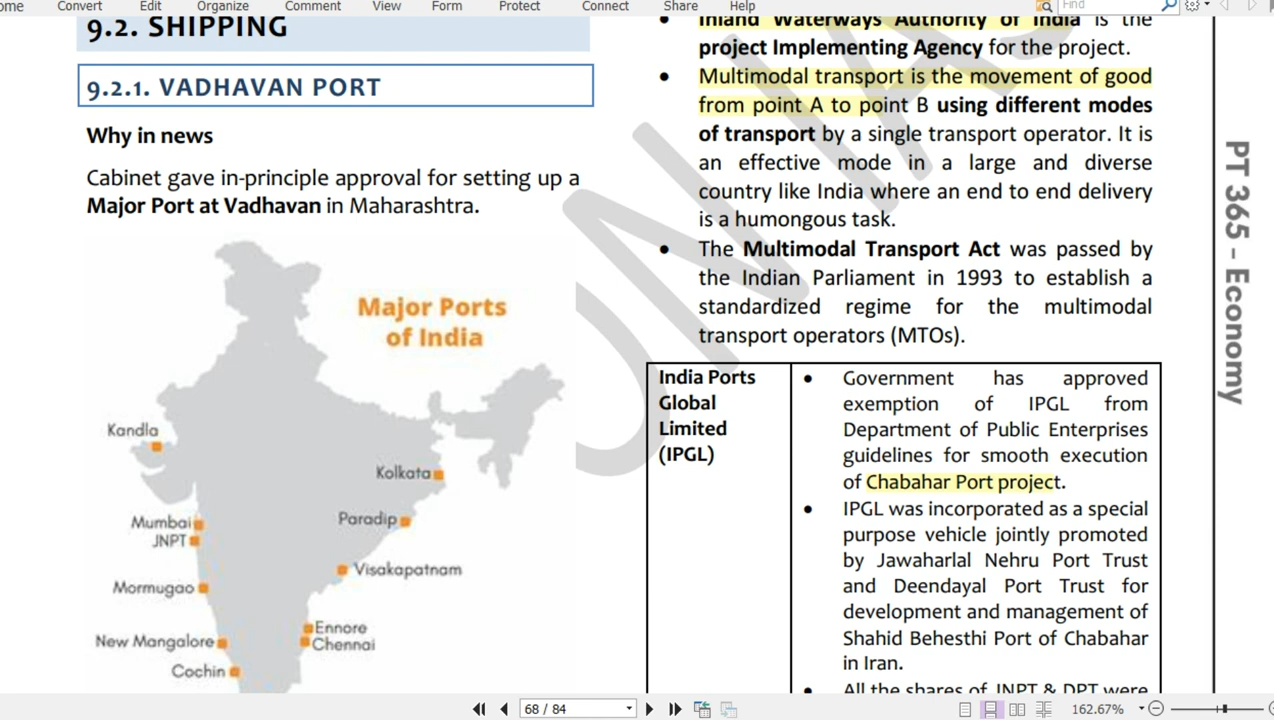 ome Convert Edit Organize Comment View Form Protect Connect Share Help Find
9.2. SHIPPING
9.2.1. VADHAVAN PORT
Why in news
Cabinet gave in-principle approval for setting up a
Major Port at Vadhavan in Maharashtra.
Major Ports
of India
Kandla
Kolkata
Mumbai
Paradip
JNPT
Visakapatnam
Mormugao
Ennore
New Mangalore
Chennai
Cochin
Inland Waterways Authority of India is the
project Implementing Agency for the project.
• Multimodal transport is the movement of good
from point A to point B using different modes
of transport by a single transport operator. It is
an effective mode in a large and diverse
country like India where an end to end delivery
is a humongous task.
• The Multimodal Transport Act was passed by
the Indian Parliament in 1993 to establish a
standardized regime for the multimodal
transport operators (MTOs).
India Ports
Global
Limited
(IPGL)
• Government has approved
exemption of IPGL from
Department of Public Enterprises
guidelines for smooth execution
of Chabahar Port project.
• IPGL was incorporated as a special
purpose vehicle jointly promoted
by Jawaharlal Nehru Port Trust
and Deendayal Port Trust for
development and management of
Shahid Behesthi Port of Chabahar
in Iran.
• All the shares of JNPT & DPT were
PT 365 - Economy
68 / 84
162.67%